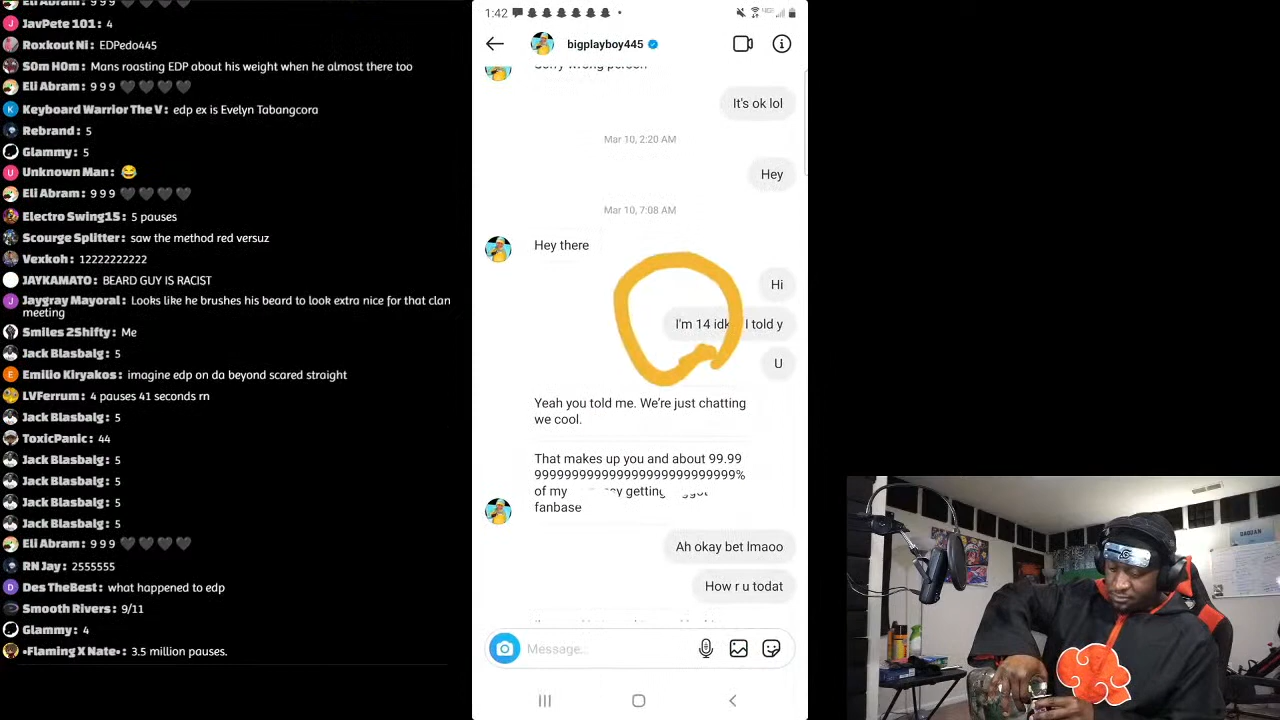 Eli Abram: 9 9 9 🖤 🖤 🖤 🖤
JavPete 101: 4
Roxkout Ni: EDPedo445
S0m H0m: Mans roasting EDP about his weight when he almost there too
Eli Abram: 9 9 9 🖤 🖤 🖤 🖤
Keyboard Warrior The V: edp ex is Evelyn Tabangcora
Rebrand: 5
Glammy: 5
Unknown Man: 😂
Eli Abram: 9 9 9 🖤 🖤 🖤 🖤
Electro Swing15: 5 pauses
Scourge Splitter: saw the method red versuz
Vexkoh: 12222222222
JAYKAMATO: BEARD GUY IS RACIST
Jaygray Mayoral: Looks like he brushes his beard to look extra nice for that clan
meeting
Smiles 2Shifty: Me
Jack Blasbalg: 5
Emilio Kiryakos: imagine edp on da beyond scared straight
LVFerrum: 4 pauses 41 seconds rn
Jack Blasbalg: 5
ToxicPanic: 44
Jack Blasbalg: 5
Jack Blasbalg: 5
Jack Blasbalg: 5
Jack Blasbalg: 5
Eli Abram: 9 9 9 🖤 🖤 🖤 🖤
RN Jay: 2555555
Des TheBest: what happened to edp
Smooth Rivers: 9/11
Glammy: 4
•Flaming X Nate•: 3.5 million pauses.
1:42
bigplayboy445
Sorry wrong person
It's ok lol
Mar 10, 2:20 AM
Hey
Mar 10, 7:08 AM
Hey there
Hi
I'm 14 idk I told y
U
Yeah you told me. We're just chatting
we cool.
That makes up you and about 99.99
9999999999999999999999999999%
of my getting
fanbase
Ah okay bet lmaoo
How r u todat
Message..
DAQUAN